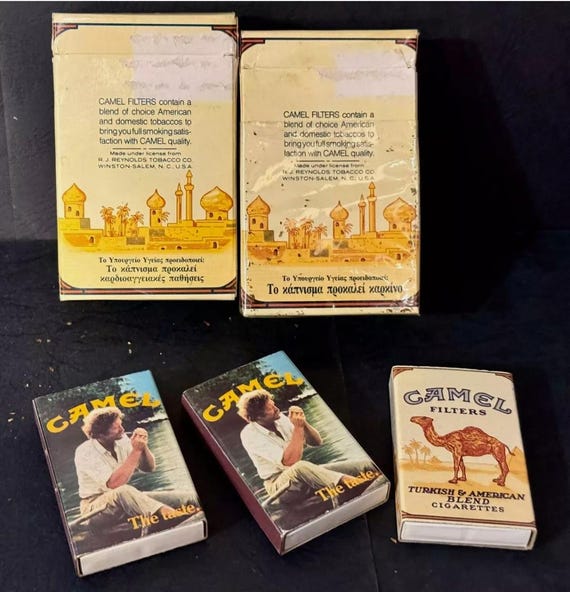 CAMEL FILTERS contain a
blend of choice American
and domestic tobaccos to
bring you full smoking satis-
faction with CAMEL quality.
Made under license from
R. J. REYNOLDS TOBACCO CO.
WINSTON-SALEM, N. C., U.S.A.
Το Υπουργείο Υγείας προειδοποιεί:
Το κάπνισμα προκαλεί
καρδιοαγγειακές παθήσεις
CAMEL FILTERS contain a
blend of choice American
and domestic tobaccos to
bring you full smoking satis-
faction with CAMEL quality.
Made under license from
R. J. REYNOLDS TOBACCO CO.
WINSTON-SALEM, N. C., U.S.A.
Το Υπουργείο Υγείας προειδοποιεί:
Το κάπνισμα προκαλεί καρκίνο
CAMEL
The taste.
CAMEL
The taste.
CAMEL
FILTERS
TURKISH & AMERICAN
BLEND
CIGARETTES